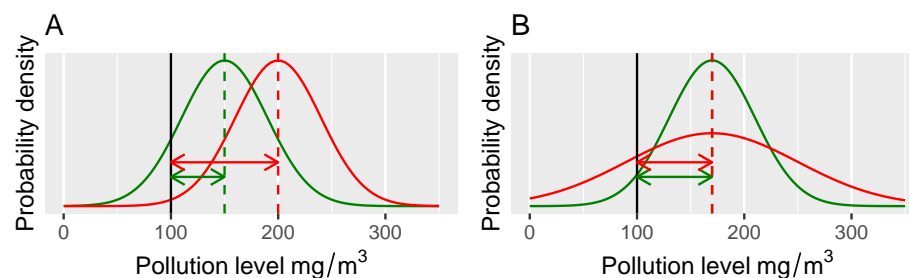 A
Probability density
0 100 200 300
Pollution level mg/m³
B
Probability density
0 100 200 300
Pollution level mg/m³